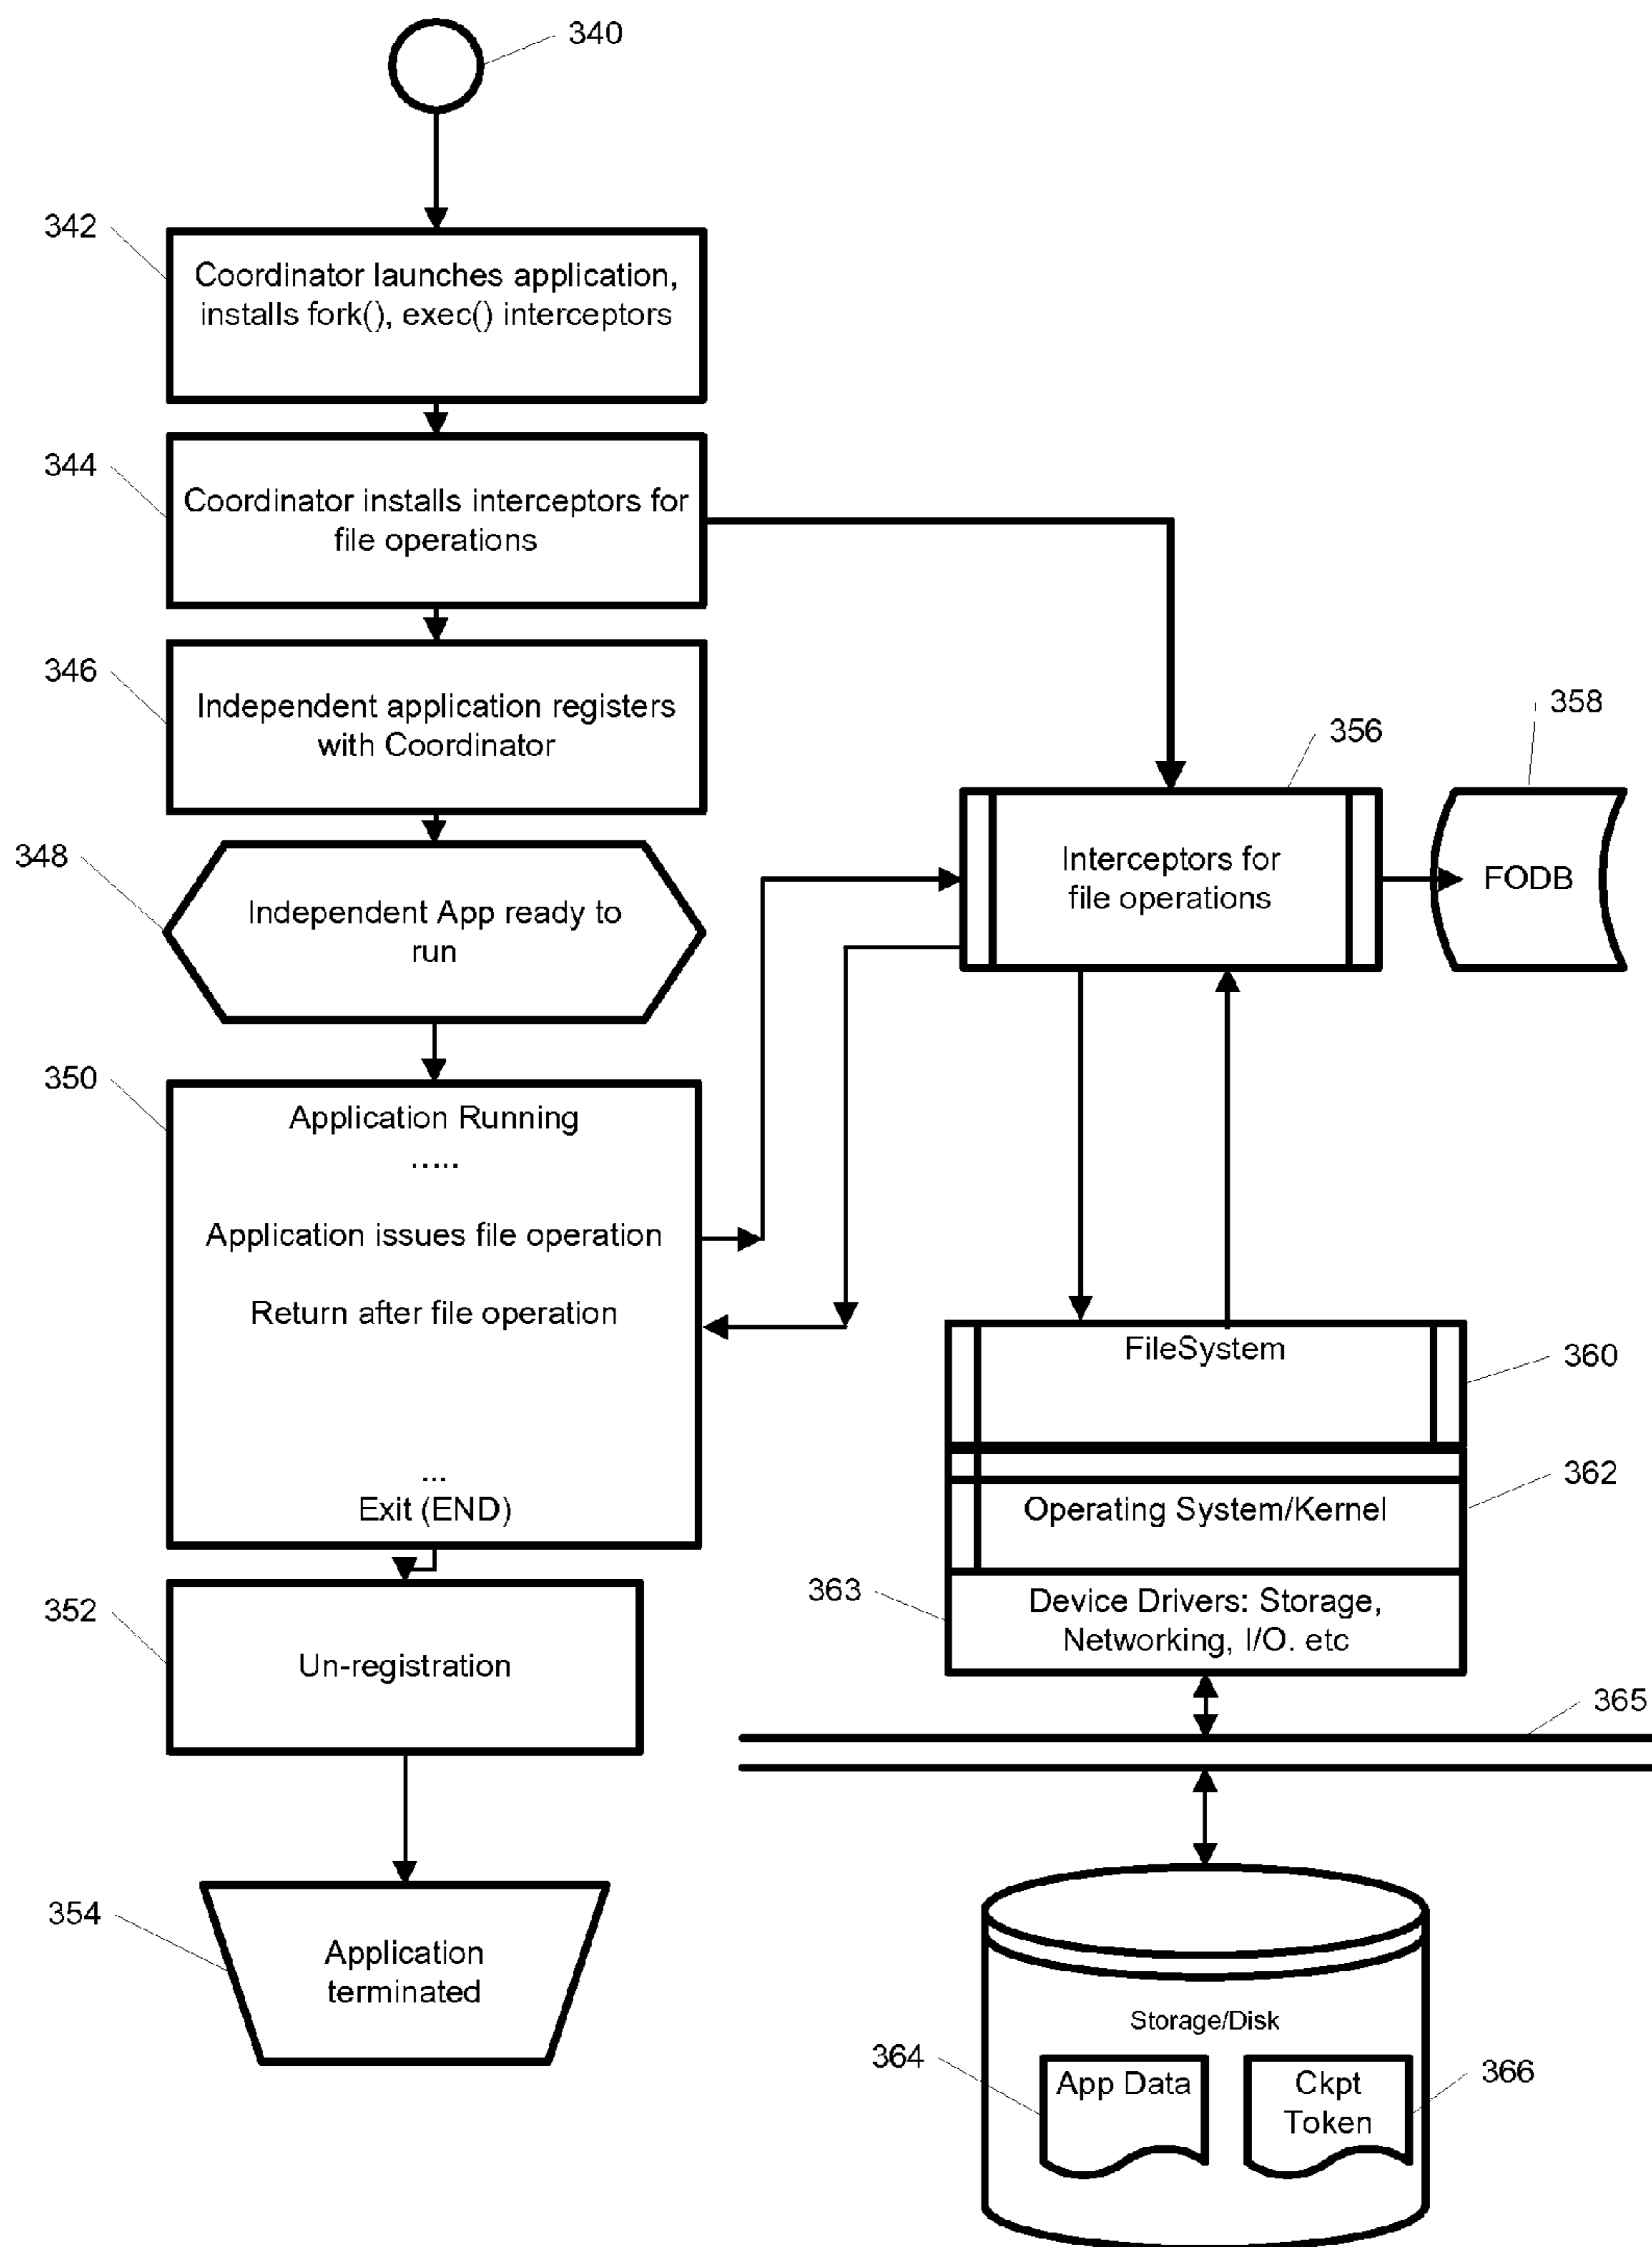 340
342
Coordinator launches application,
installs fork(), exec() interceptors
344
Coordinator installs interceptors for
file operations
346
Independent application registers
with Coordinator
348
Independent App ready to
run
356
358
Interceptors for
file operations
FODB
350
Application Running
.....
Application issues file operation
Return after file operation
...
Exit (END)
FileSystem
360
362
Operating System/Kernel
363
Device Drivers: Storage,
Networking, I/O. etc
352
Un-registration
365
354
Application
terminated
Storage/Disk
364
App Data
Ckpt
Token
366